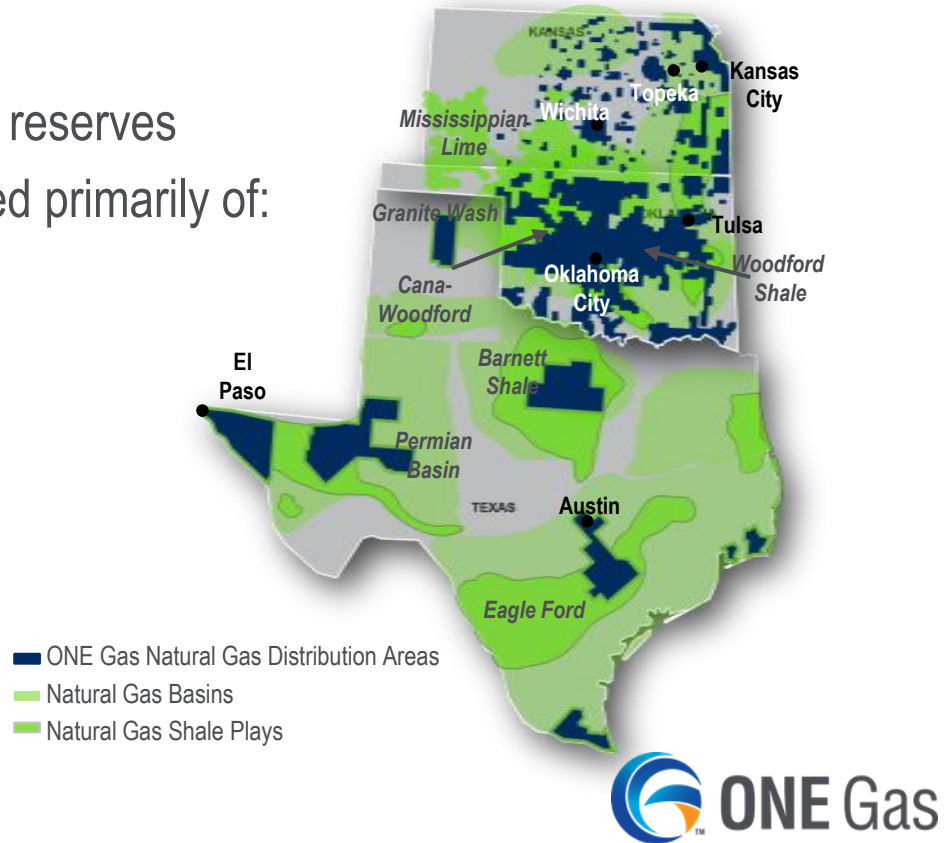 KANSAS
Kansas
City
Topeka
Wichita
reserves
Mississippian
Lime
ed primarily of:
Granite Wash
OKLAHOMA
Tulsa
Cana-
Woodford
Oklahoma
City
Woodford
Shale
Barnett
Shale
El
Paso
Permian
Basin
TEXAS
Austin
Eagle Ford
ONE Gas Natural Gas Distribution Areas
Natural Gas Basins
Natural Gas Shale Plays
ONE Gas
TM